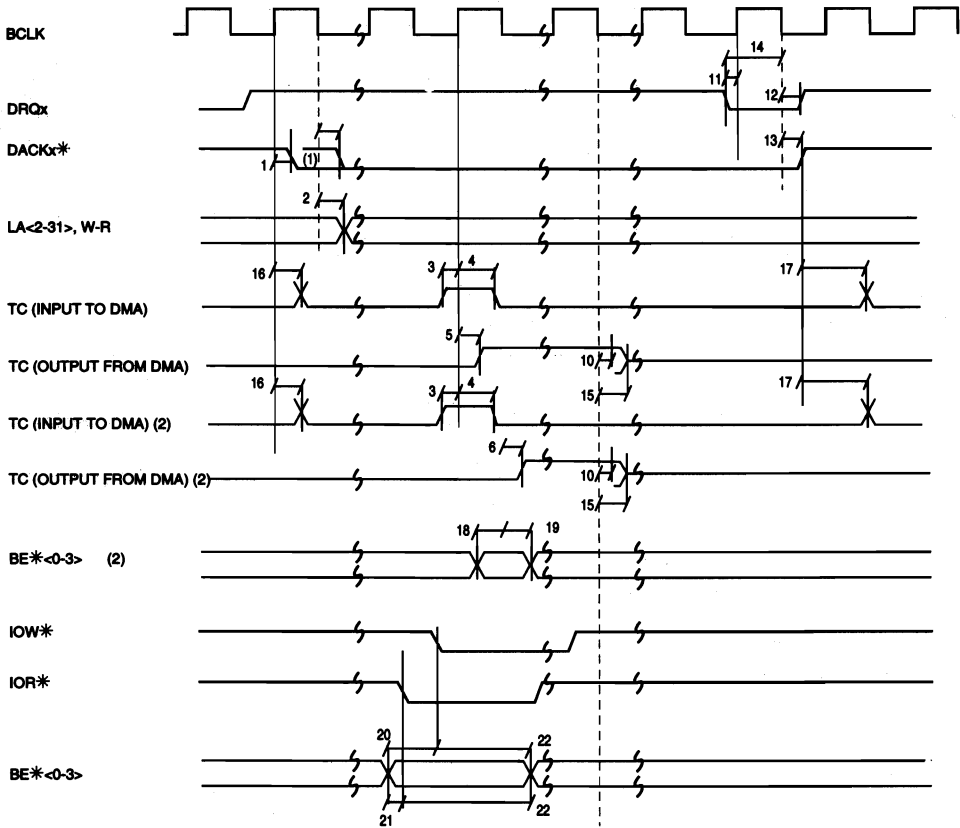 BCLK
14
11
12
DRQx
13
DACK x✳
1
(1)
2
LA<2-31>, W-R
16
3
4
17
TC (INPUT TO DMA)
5
10
TC (OUTPUT FROM DMA)
15
16
3
4
17
TC (INPUT TO DMA) (2)
6
10
TC (OUTPUT FROM DMA) (2)
15
18
19
BE✳<0-3> (2)
IOW✳
IOR✳
20
22
BE✳<0-3>
21
22